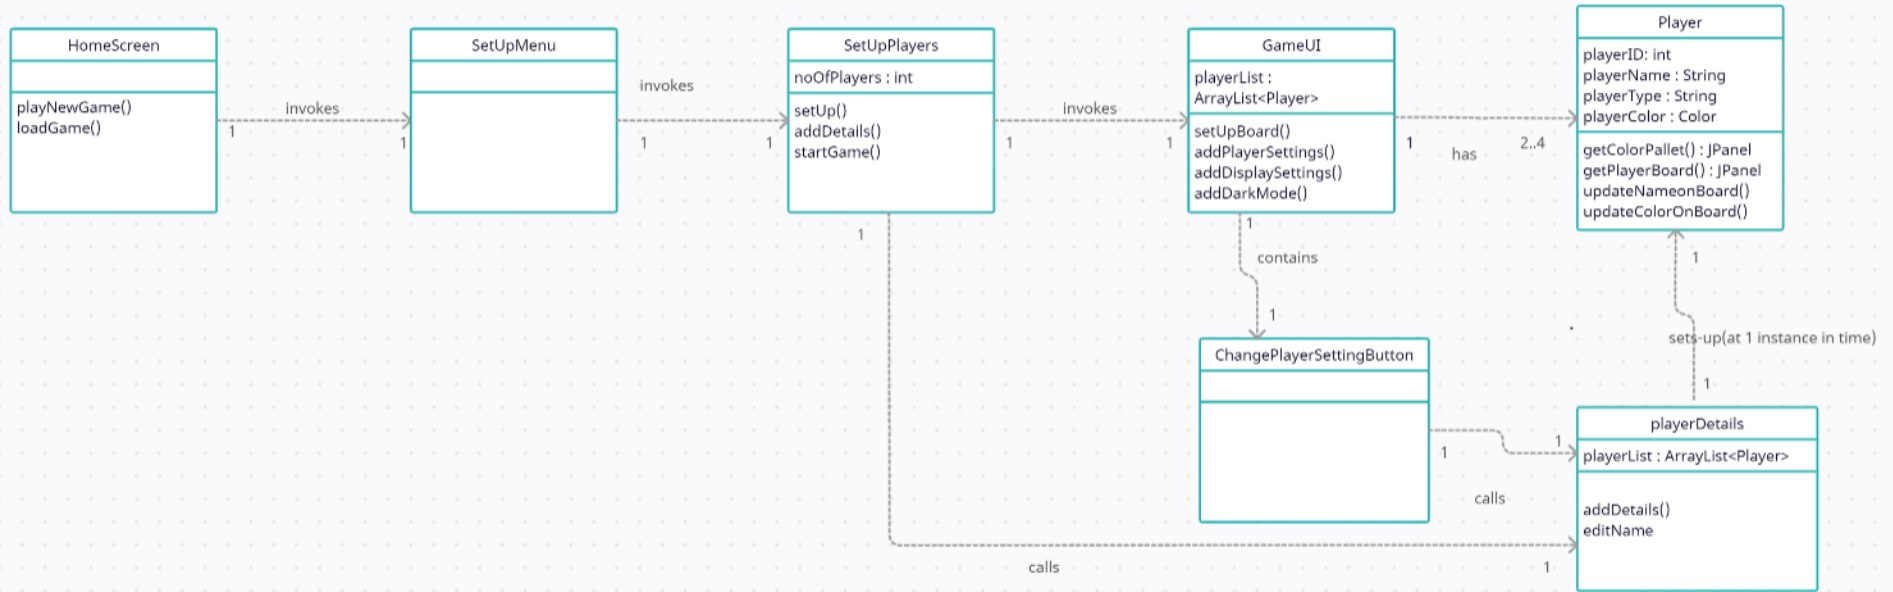 HomeScreen
playNewGame()
loadGame()
invokes
1
1
SetUpMenu
invokes
1
1
SetUpPlayers
noOfPlayers : int
setUp()
addDetails()
startGame()
invokes
1
1
GameUI
playerList :
ArrayList<Player>
setUpBoard()
addPlayerSettings()
addDisplaySettings()
addDarkMode()
1
has
2..4
Player
playerID: int
playerName : String
playerType : String
playerColor : Color
getColorPallet() : JPanel
getPlayerBoard() : JPanel
updateNameonBoard()
updateColorOnBoard()
1
1
contains
1
1
sets-up(at 1 instance in time)
1
ChangePlayerSettingButton
1
1
calls
playerDetails
playerList : ArrayList<Player>
addDetails()
editName
calls
1